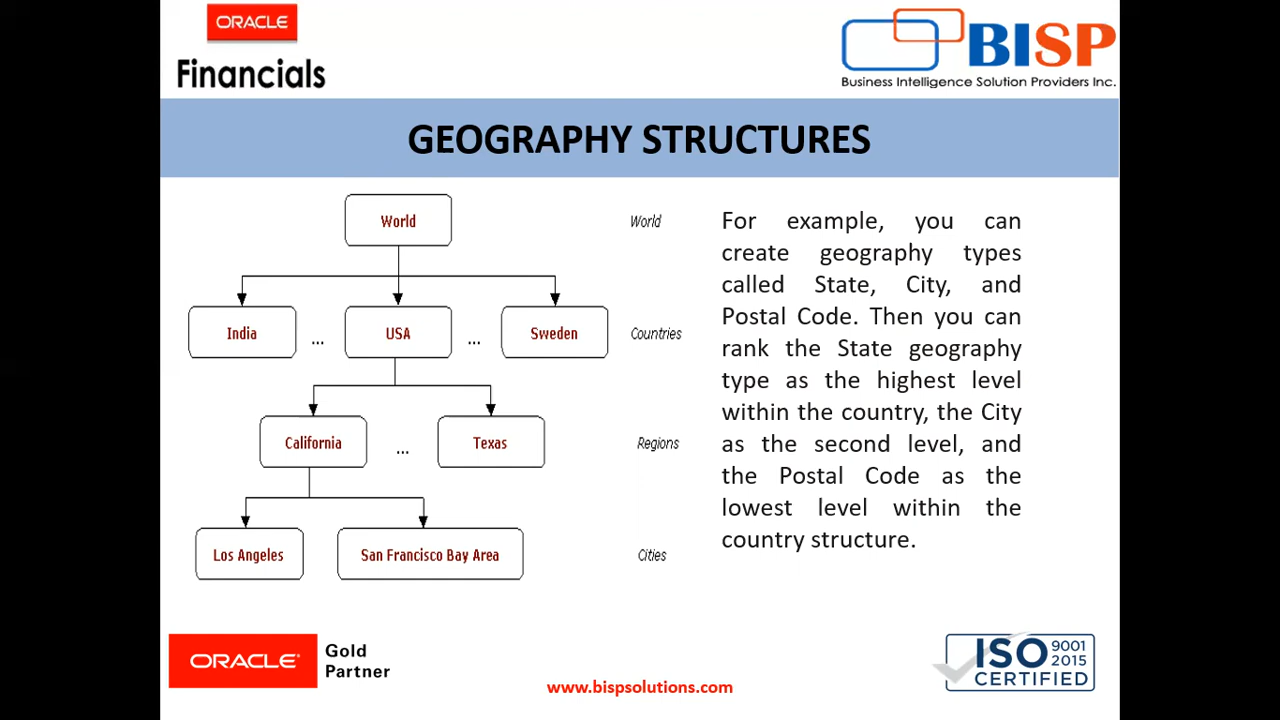 ORACLE
Financials
BISP
Business Intelligence Solution Providers Inc.
GEOGRAPHY STRUCTURES
World
World
India
...
USA
...
Sweden
Countries
California
...
Texas
Regions
Los Angeles
San Francisco Bay Area
Cities
For example, you can
create geography types
called State, City, and
Postal Code. Then you can
rank the State geography
type as the highest level
within the country, the City
as the second level, and
the Postal Code as the
lowest level within the
country structure.
ORACLE®
Gold
Partner
www.bispsolutions.com
ISO 9001
2015
CERTIFIED